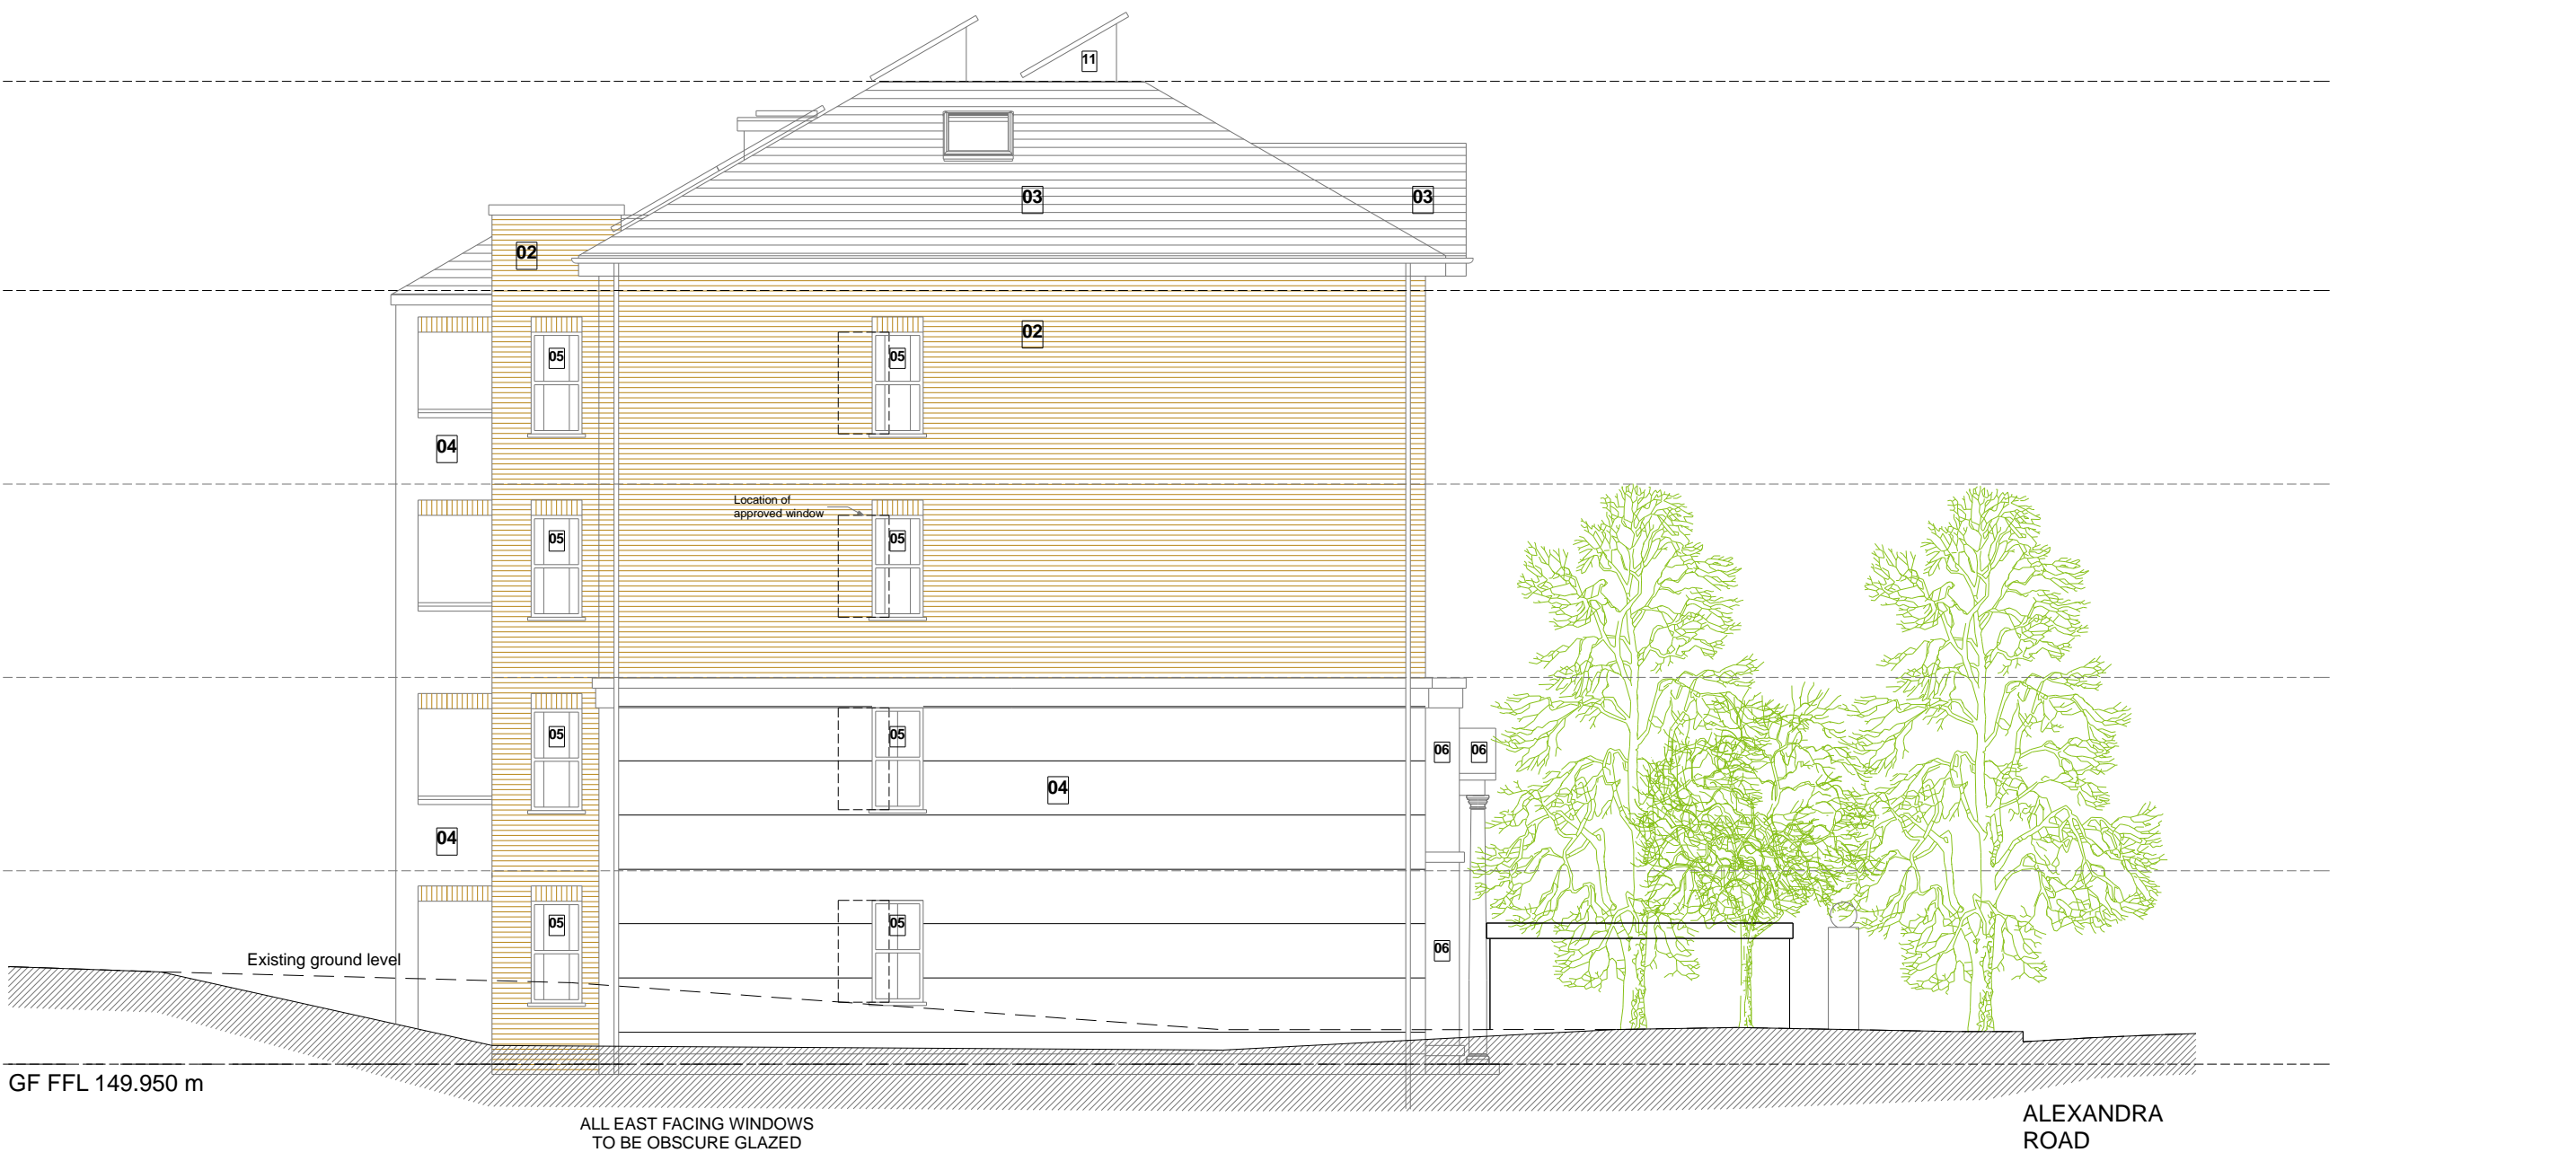 11
03
03
02
02
05
05
04
Location of
approved window
05
05
05
05
06
06
04
04
05
05
06
Existing ground level
GF FFL 149.950 m
ALL EAST FACING WINDOWS
TO BE OBSCURE GLAZED
ALEXANDRA
ROAD